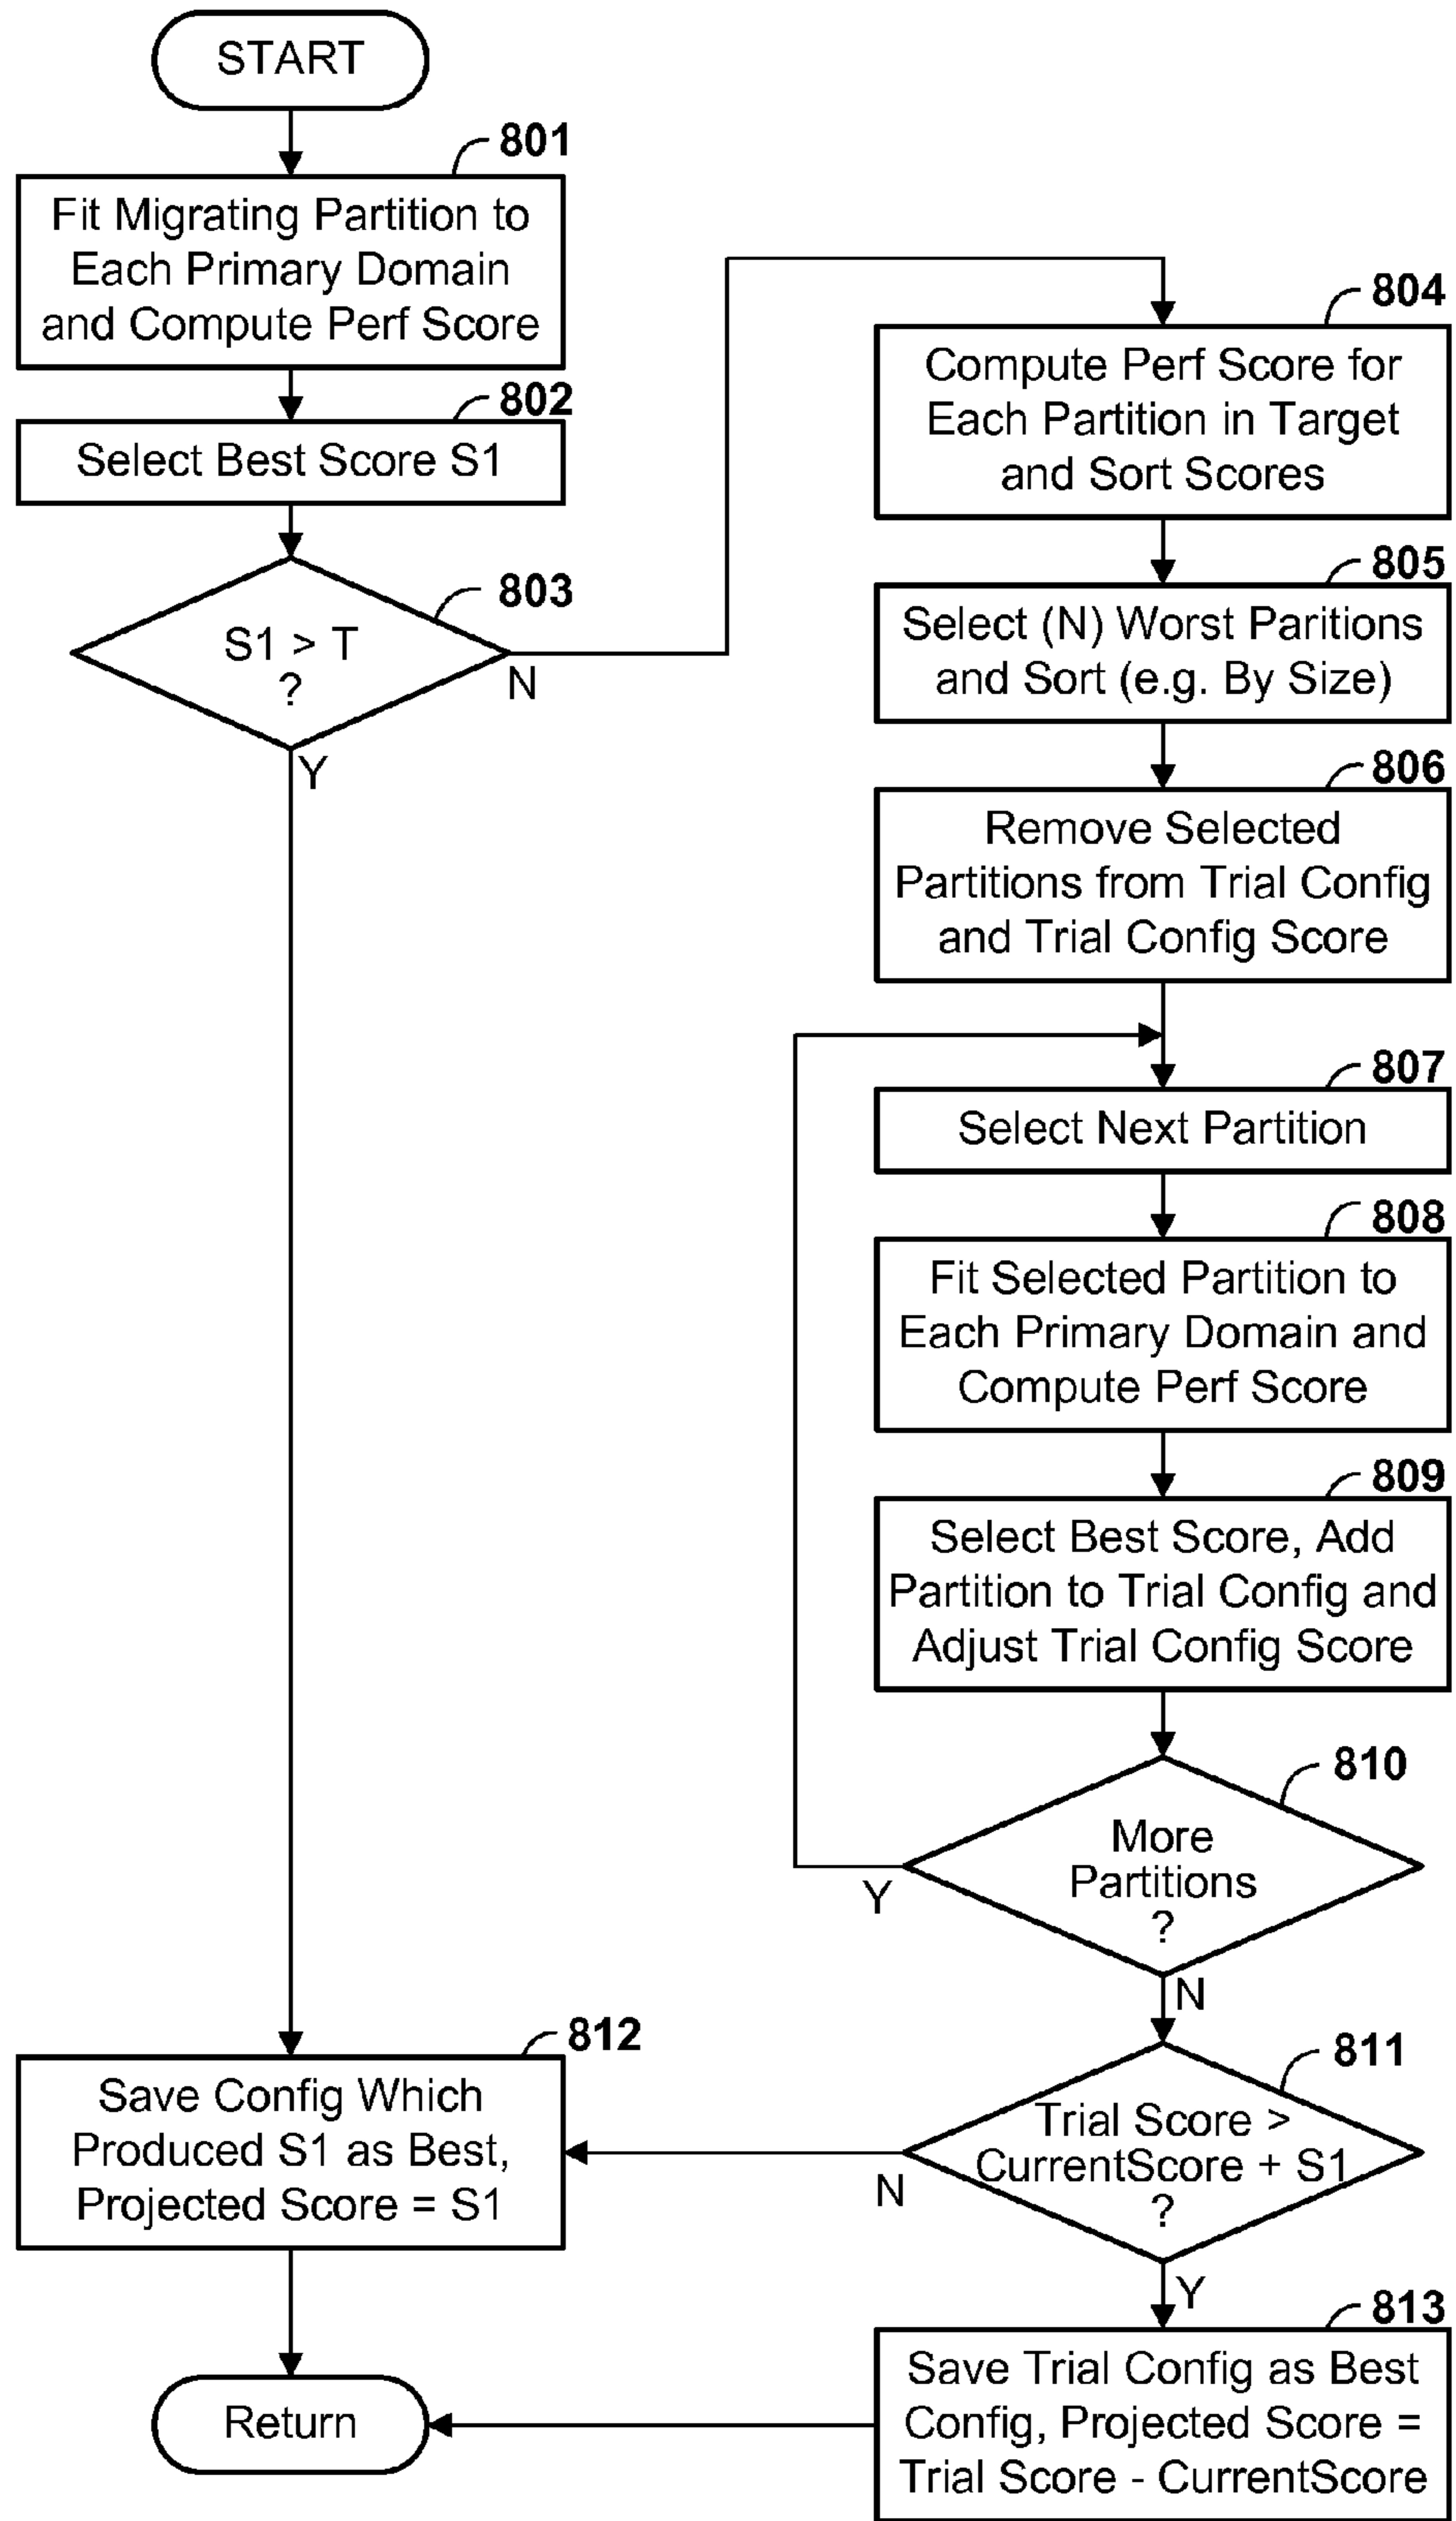 START
801
Fit Migrating Partition to
Each Primary Domain
and Compute Perf Score
802
Select Best Score S1
803
S1 > T
?
N
Y
804
Compute Perf Score for
Each Partition in Target
and Sort Scores
805
Select (N) Worst Paritions
and Sort (e.g. By Size)
806
Remove Selected
Partitions from Trial Config
and Trial Config Score
807
Select Next Partition
808
Fit Selected Partition to
Each Primary Domain and
Compute Perf Score
809
Select Best Score, Add
Partition to Trial Config and
Adjust Trial Config Score
810
More
Partitions
?
Y
N
811
Trial Score >
CurrentScore + S1
?
N
Y
812
Save Config Which
Produced S1 as Best,
Projected Score = S1
813
Save Trial Config as Best
Config, Projected Score =
Trial Score - CurrentScore
Return